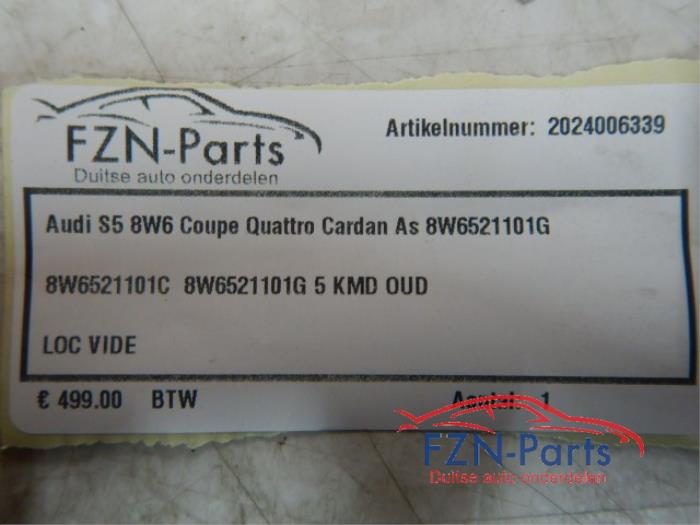 FZN-Parts
Duitse auto onderdelen
Artikelnummer: 2024006339
Audi S5 8W6 Coupe Quattro Cardan As 8W6521101G
8W6521101C 8W6521101G 5 KMD OUD
LOC VIDE
€ 499.00 BTW
Aantal: 1
FZN-Parts
Duitse auto onderdelen